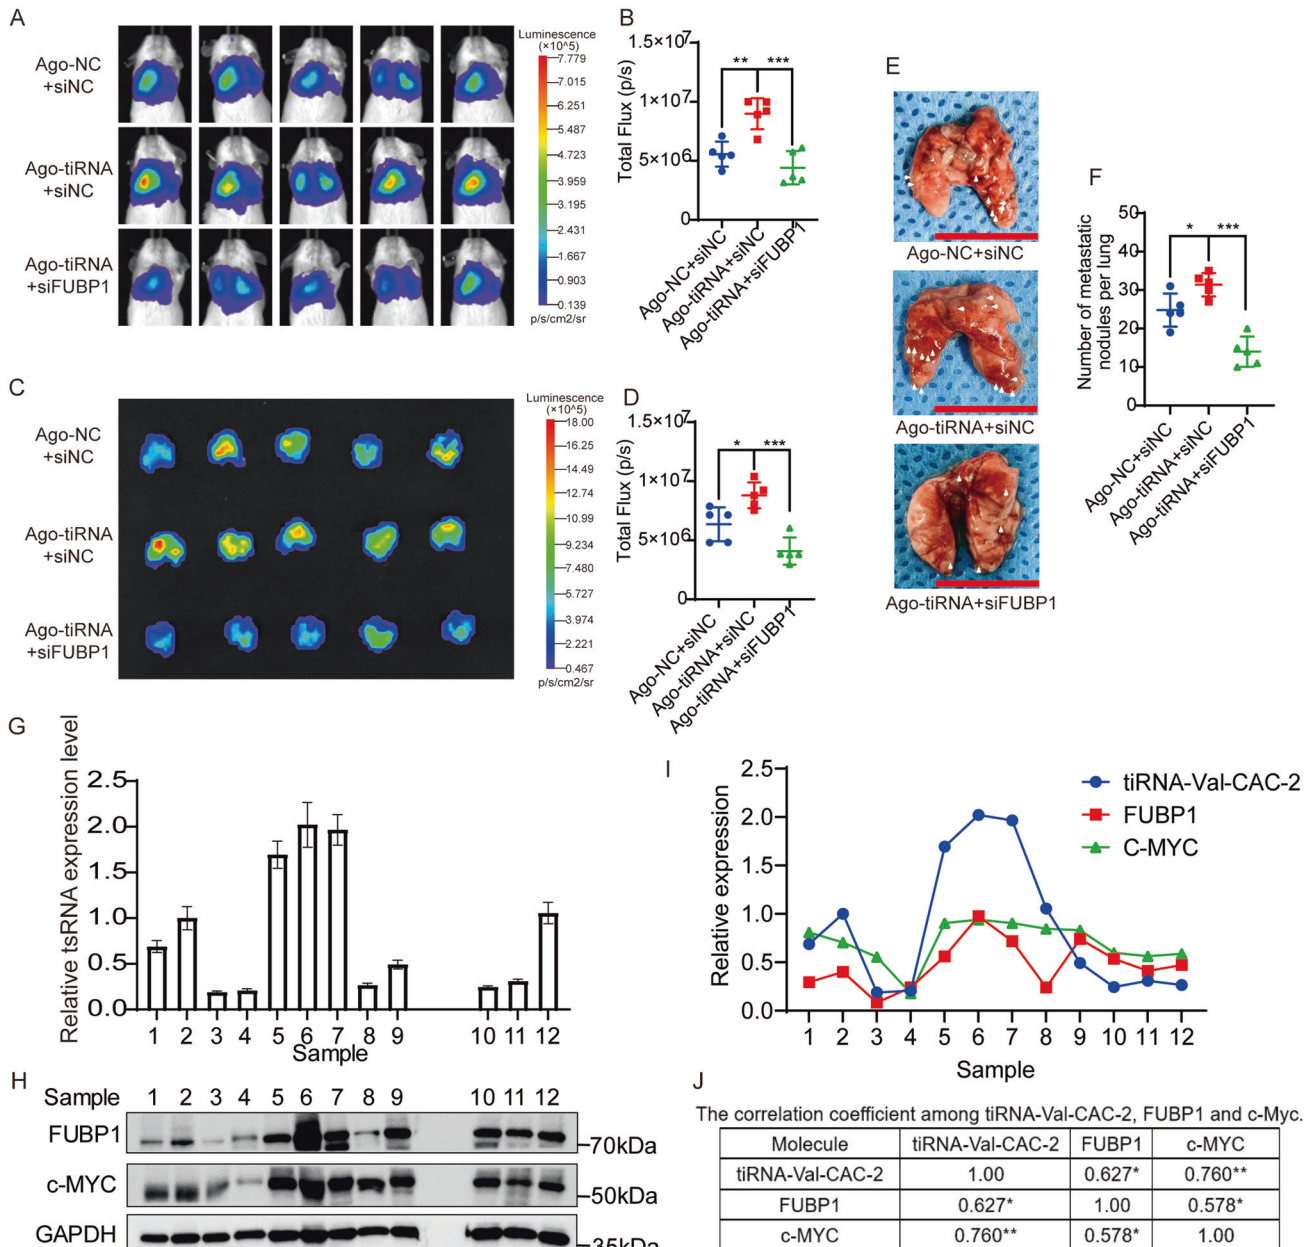 A
Ago-NC
+siNC
Ago-tiRNA
+siNC
Ago-tiRNA
+siFUBP1
Luminescence
(×10^5)
7.779
7.015
6.251
5.487
4.723
3.959
3.195
2.431
1.667
0.903
0.139
p/s/cm2/sr
B
Total Flux (p/s)
1.5×10⁷
1×10⁷
5×10⁶
0
** ***
Ago-NC+siNC
Ago-tiRNA+siNC
Ago-tiRNA+siFUBP1
C
Ago-NC
+siNC
Ago-tiRNA
+siNC
Ago-tiRNA
+siFUBP1
Luminescence
(×10^5)
18.00
16.25
14.49
12.74
10.99
9.234
7.480
5.727
3.974
2.221
0.467
p/s/cm2/sr
D
Total Flux (p/s)
1.5×10⁷
1×10⁷
5×10⁶
0
* ***
Ago-NC+siNC
Ago-tiRNA+siNC
Ago-tiRNA+siFUBP1
E
Ago-NC+siNC
Ago-tiRNA+siNC
Ago-tiRNA+siFUBP1
F
Number of metastatic
nodules per lung
50
40
30
20
10
0
* ***
Ago-NC+siNC
Ago-tiRNA+siNC
Ago-tiRNA+siFUBP1
G
Relative tsRNA expression level
2.5
2.0
1.5
1.0
0.5
0.0
1 2 3 4 5 6 7 8 9 10 11 12
Sample
H
Sample 1 2 3 4 5 6 7 8 9 10 11 12
FUBP1
70kDa
c-MYC
50kDa
GAPDH
35kDa
I
Relative expression
2.5
2.0
1.5
1.0
0.5
0.0
1 2 3 4 5 6 7 8 9 10 11 12
Sample
tiRNA-Val-CAC-2
FUBP1
C-MYC
J
The correlation coefficient among tiRNA-Val-CAC-2, FUBP1 and c-Myc.
Molecule tiRNA-Val-CAC-2 FUBP1 c-MYC
tiRNA-Val-CAC-2 1.00 0.627* 0.760**
FUBP1 0.627* 1.00 0.578*
c-MYC 0.760** 0.578* 1.00